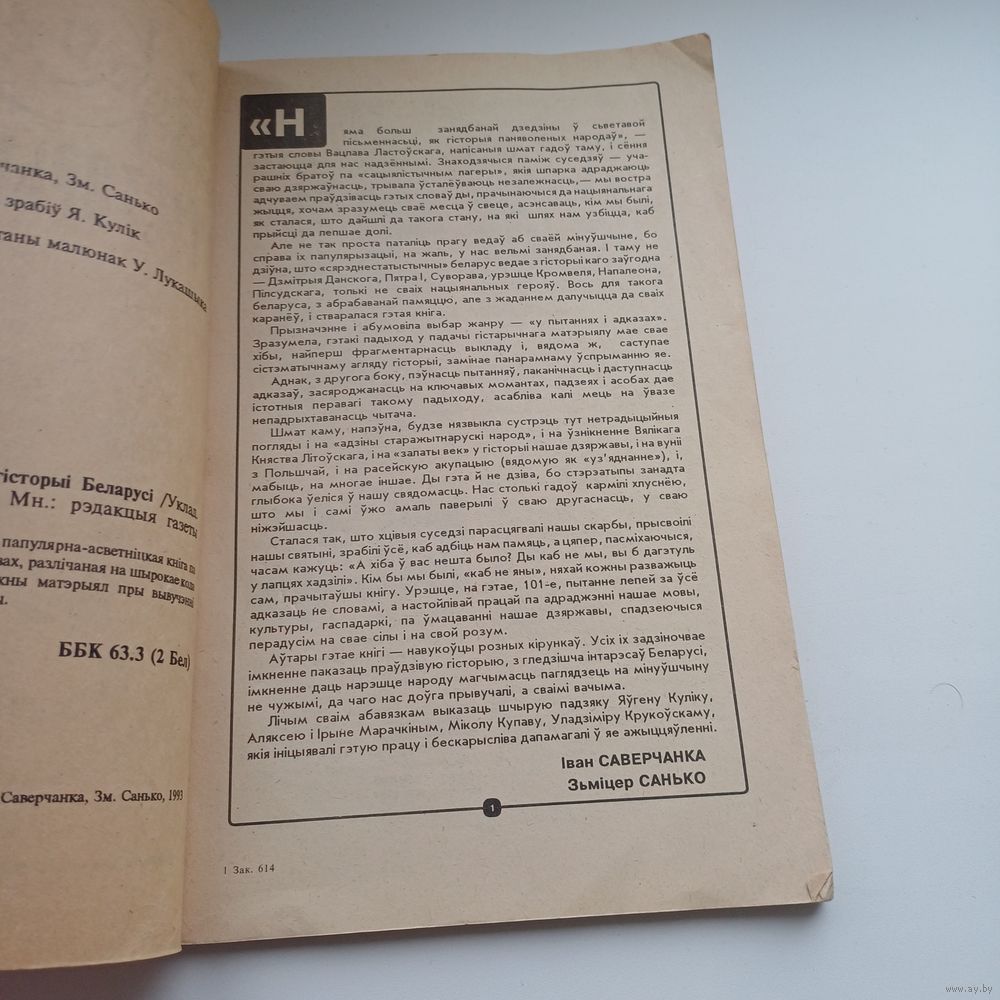 чанка, Зм. Санько
зрабіў Я. Кулік
таны малюнак У. Лукашыка
гісторыі Беларусі /Уклад.
Мн.: рэдакцыя газеты
папулярна-асветніцкая кніга па
вах, разлічаная на шырокае кола
жны матэрыял пры вывучэнні
ы.
ББК 63.3 (2 Бел)
Саверчанка, Зм. Санько, 1993
«Н
яма больш занядбанай дзедзіны ў сьветавой
пісьменнасьці, як гісторыя паняволеных народаў», —
гэтыя словы Вацлава Ластоўскага, напісаныя шмат гадоў таму, і сёння
застаюцца для нас надзённымі. Знаходзячыся паміж суседзяў — уча-
рашніх братоў па «сацыялістычным лагеры», якія шпарка адраджаюць
сваю дзяржаўнасць, трывала ўсталёўваюць незалежнасць,— мы востра
адчуваем праўдзівасць гэтых словаў ды, прачынаючыся да нацыянальнага
жыцця, хочам зразумець сваё месца ў свеце, асэнсаваць, кім мы былі,
як сталася, што дайшлі да такога стану, на які шлях нам узбіцца, каб
прыйсці да лепшае долі.
Але не так проста паталіць прагу ведаў аб сваёй мінуўшчыне, бо
справа іх папулярызацыі, на жаль, у нас вельмі занядбаная. І таму не
дзіўна, што «сярэднестатыстычны» беларус ведае з гісторыі каго заўгодна
— Дзмітрыя Данскога, Пятра І, Суворава, урэшце Кромвеля, Напалеона,
Пілсудскага, толькі не сваіх нацыянальных герояў. Вось для такога
беларуса, з абрабаванай памяццю, але з жаданнем далучыцца да сваіх
каранёў, і стваралася гэтая кніга.
Прызначэнне і абумовіла выбар жанру — «у пытаннях і адказах».
Зразумела, гэтакі падыход у падачы гістарычнага матэрыялу мае свае
хібы, найперш фрагментарнасць выкладу і, вядома ж, саступае
сістэматычнаму агляду гісторыі, замінае панарамнаму ўспрыманню яе.
Аднак, з другога боку, пэўнасць пытанняў, лаканічнасць і даступнасць
адказаў, засяроджанасць на ключавых момантах, падзеях і асобах дае
істотныя перавагі такому падыходу, асабліва калі мець на ўвазе
непадрыхтаванасць чытача.
Шмат каму, напэўна, будзе нязвыкла сустрэць тут нетрадыцыйныя
погляды і на «адзіны старажытнарускі народ», і на ўзнікненне Вялікага
Княства Літоўскага, і на «залаты век» у гісторыі нашае дзяржавы, і на вуніі
з Польшчай, і на расейскую акупацыю (вядомую як «уз'яднанне»), і,
мабыць, на многае іншае. Ды гэта й не дзіва, бо стэрэатыпы занадта
глыбока ўеліся ў нашу свядомасць. Нас столькі гадоў кармілі хлуснёю,
што мы і самі ўжо амаль паверылі ў сваю другаснасць, у сваю
ніжэйшасць.
Сталася так, што хцівыя суседзі парасцягвалі нашы скарбы, прысвоілі
нашы святыні, зрабілі ўсё, каб адбіць нам памяць, а цяпер, пасміхаючыся,
часам кажуць: «А хіба ў вас нешта было? Ды каб не мы, вы б дагэтуль
у лапцях хадзілі». Кім бы мы былі, «каб не яны», няхай кожны разважыць
сам, прачытаўшы кнігу. Урэшце, на гэтае, 101-е, пытанне лепей за ўсё
адказаць не словамі, а настойлівай працай па адраджэнні нашае мовы,
культуры, гаспадаркі, па ўмацаванні нашае дзяржавы, спадзеючыся
перадусім на свае сілы і на свой розум.
Аўтары гэтае кнігі — навукоўцы розных кірункаў. Усіх іх задзіночвае
імкненне паказаць праўдзівую гісторыю, з гледзішча інтарэсаў Беларусі,
імкненне даць нарэшце народу магчымасць паглядзець на мінуўшчыну
не чужымі, да чаго нас доўга прывучалі, а сваімі вачыма.
Лічым сваім абавязкам выказаць шчырую падзяку Яўгену Куліку,
Аляксею і Ірыне Марачкіным, Міколу Купаву, Уладзіміру Крукоўскаму,
якія ініцыявалі гэтую працу і бескарысліва дапамагалі ў яе ажыццяўленні.
Іван САВЕРЧАНКА
Зьміцер САНЬКО
1
1 Зак. 614
www.ay.by